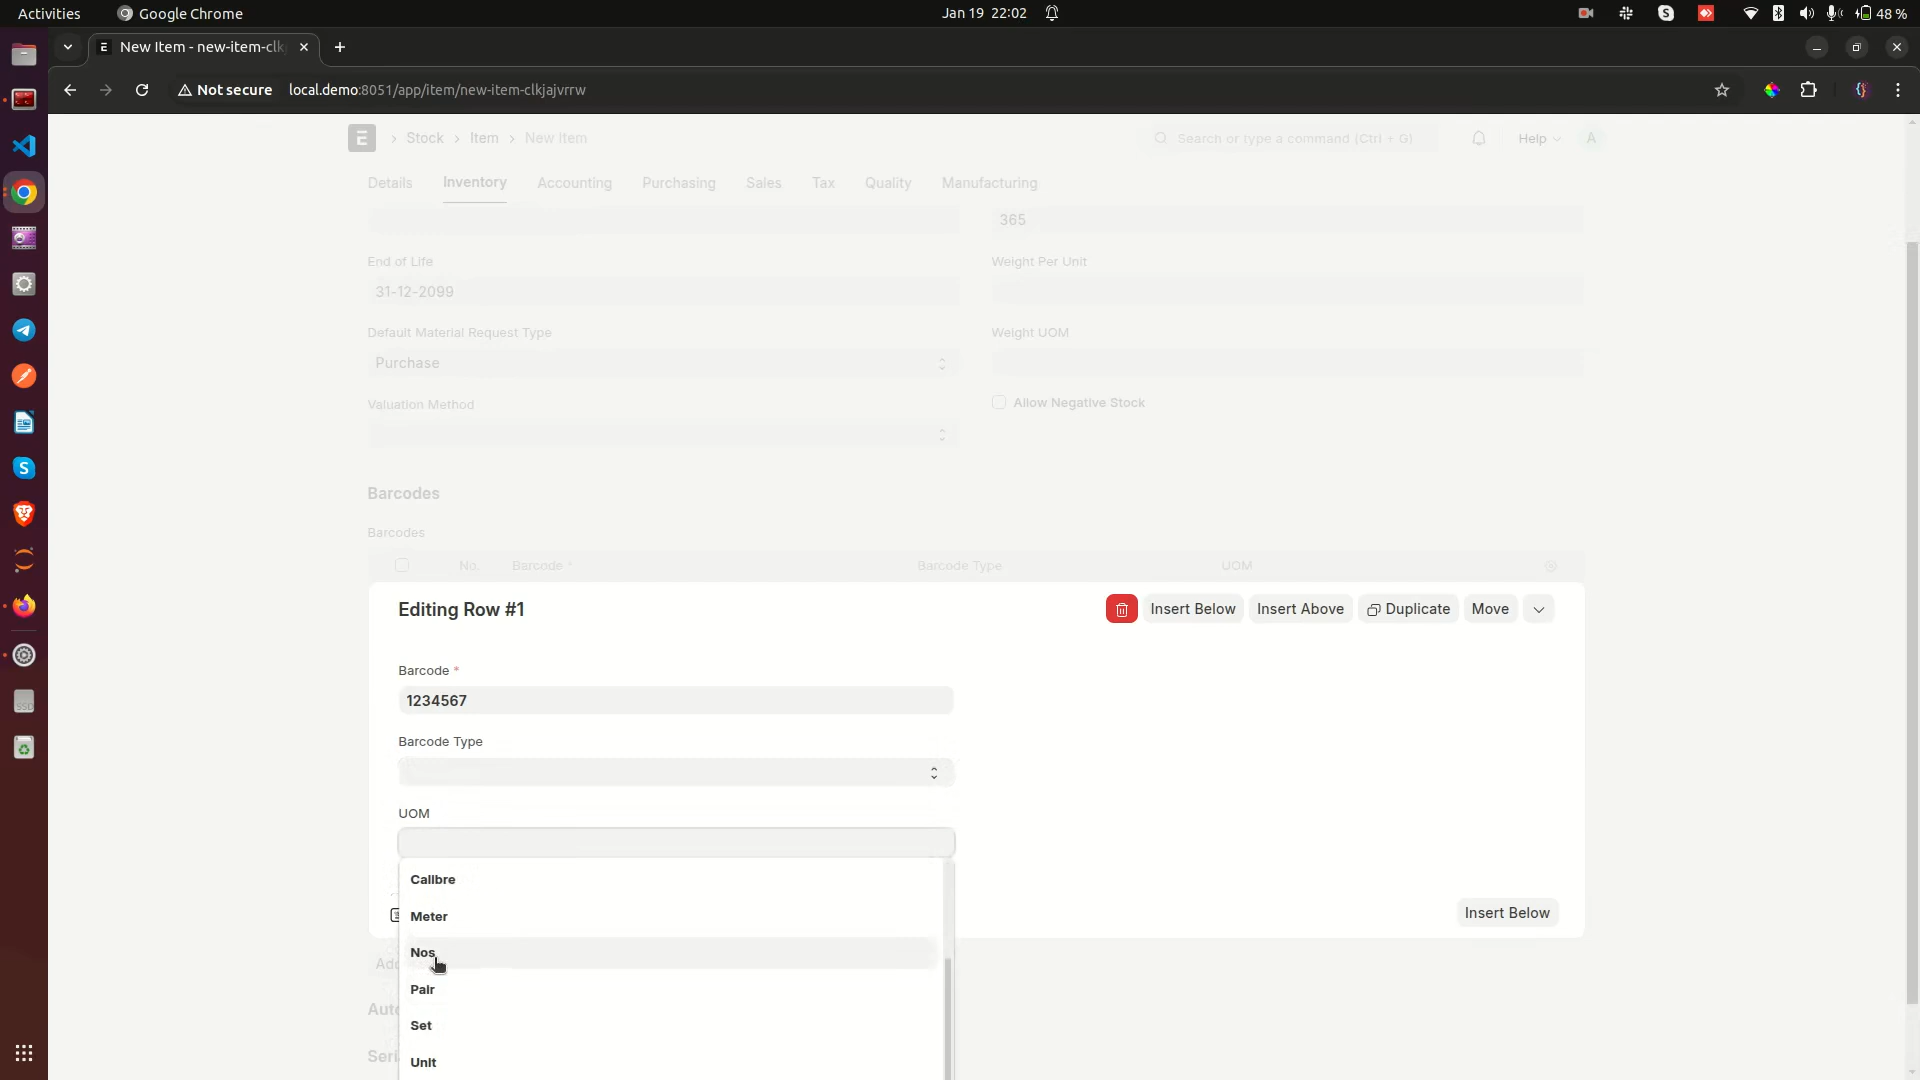 Activities Google Chrome Jan 19 22:02 48 %
New Item - new-item-clk
Not secure local.demo:8051/app/item/new-item-clkjajvrrw
E Stock Item New Item Search or type a command (Ctrl + G) Help A
Details Inventory Accounting Purchasing Sales Tax Quality Manufacturing
365
End of Life Weight Per Unit
31-12-2099
Default Material Request Type Weight UOM
Purchase
Valuation Method Allow Negative Stock
Barcodes
Barcodes
No. Barcode * Barcode Type UOM
Editing Row #1 Insert Below Insert Above Duplicate Move
Barcode *
1234567
Barcode Type
UOM
Calibre
Meter
Insert Below
Nos
Pair
Set
Unit